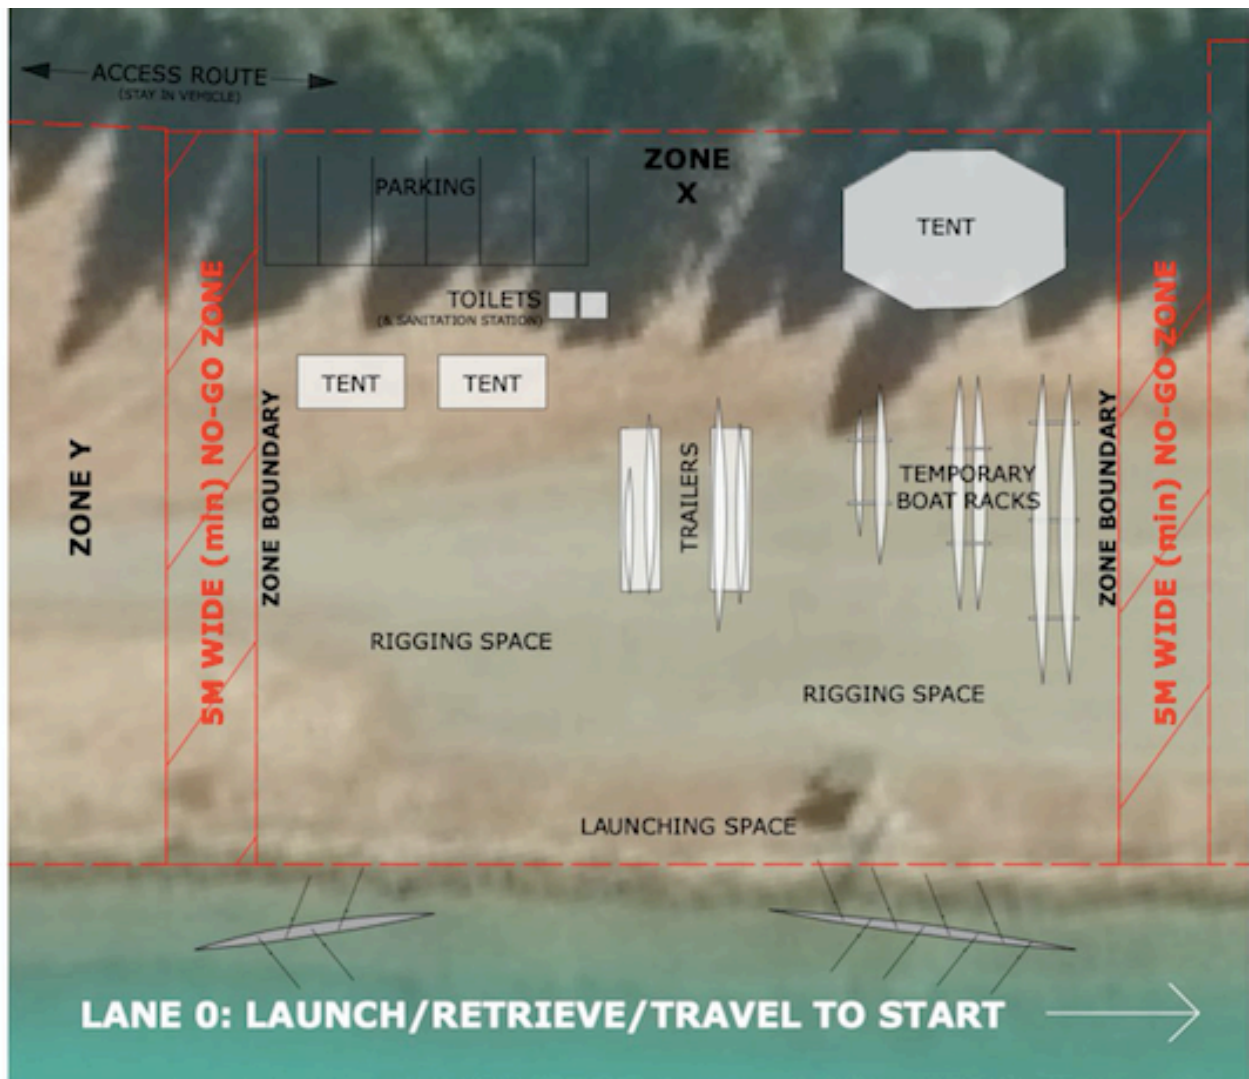 ACCESS ROUTE
(STAY IN VEHICLE)
ZONE
X
PARKING
TENT
TOILETS
(& SANITATION STATION)
TENT
TENT
ZONE Y
5M WIDE (min) NO-GO ZONE
ZONE BOUNDARY
TRAILERS
TEMPORARY
BOAT RACKS
ZONE BOUNDARY
5M WIDE (min) NO-GO ZONE
RIGGING SPACE
RIGGING SPACE
LAUNCHING SPACE
LANE 0: LAUNCH/RETRIEVE/TRAVEL TO START